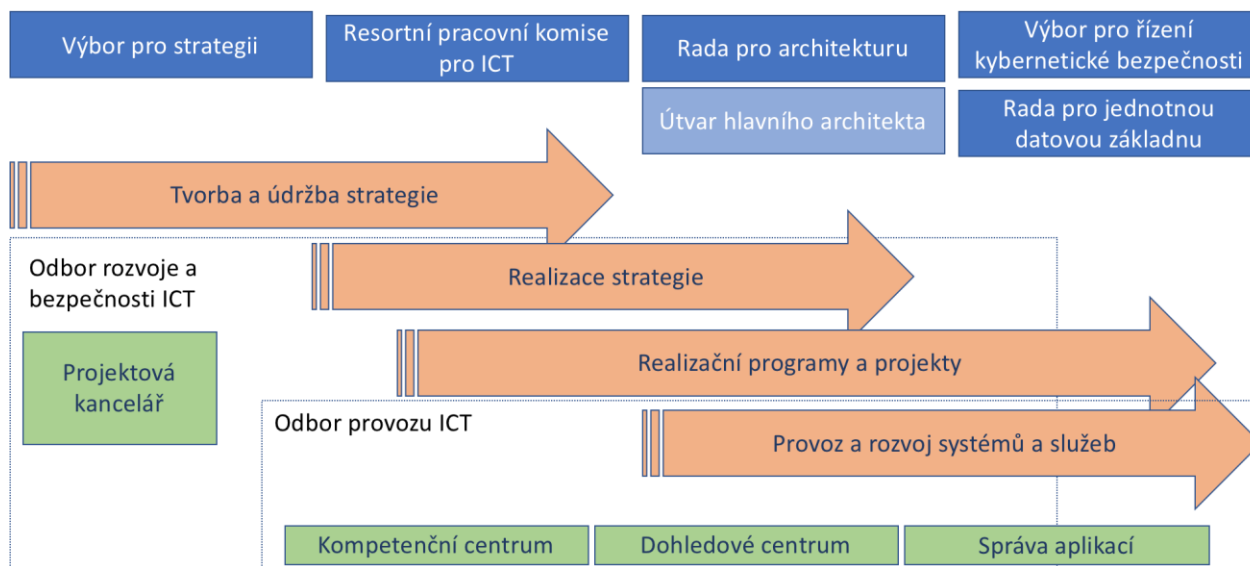 Výbor pro strategii
Resortní pracovní komise
pro ICT
Rada pro architekturu
Výbor pro řízení
kybernetické bezpečnosti
Útvar hlavního architekta
Rada pro jednotnou
datovou základnu
Tvorba a údržba strategie
Odbor rozvoje a
bezpečnosti ICT
Realizace strategie
Projektová
kancelář
Realizační programy a projekty
Odbor provozu ICT
Provoz a rozvoj systémů a služeb
Kompetenční centrum
Dohledové centrum
Správa aplikací